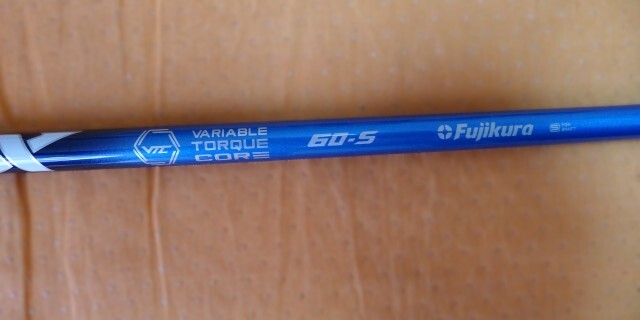 VTC
VARIABLE
TORQUE
CORE
60-S
Fujikura